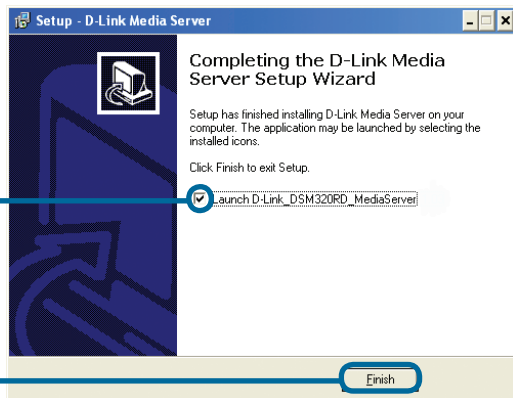 Setup - D-Link Media Server
Completing the D-Link Media
Server Setup Wizard
Setup has finished installing D-Link Media Server on your
computer. The application may be launched by selecting the
installed icons.
Click Finish to exit Setup.
Launch D-Link_DSM320RD_MediaServer
Finish